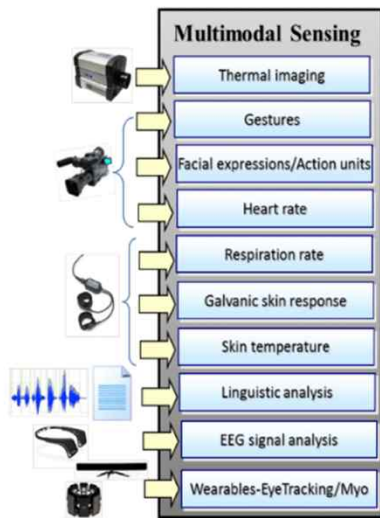 Multimodal Sensing
Thermal imaging
Gestures
Facial expressions/Action units
Heart rate
Respiration rate
Galvanic skin response
Skin temperature
Linguistic analysis
EEG signal analysis
Wearables-EyeTracking/Myo